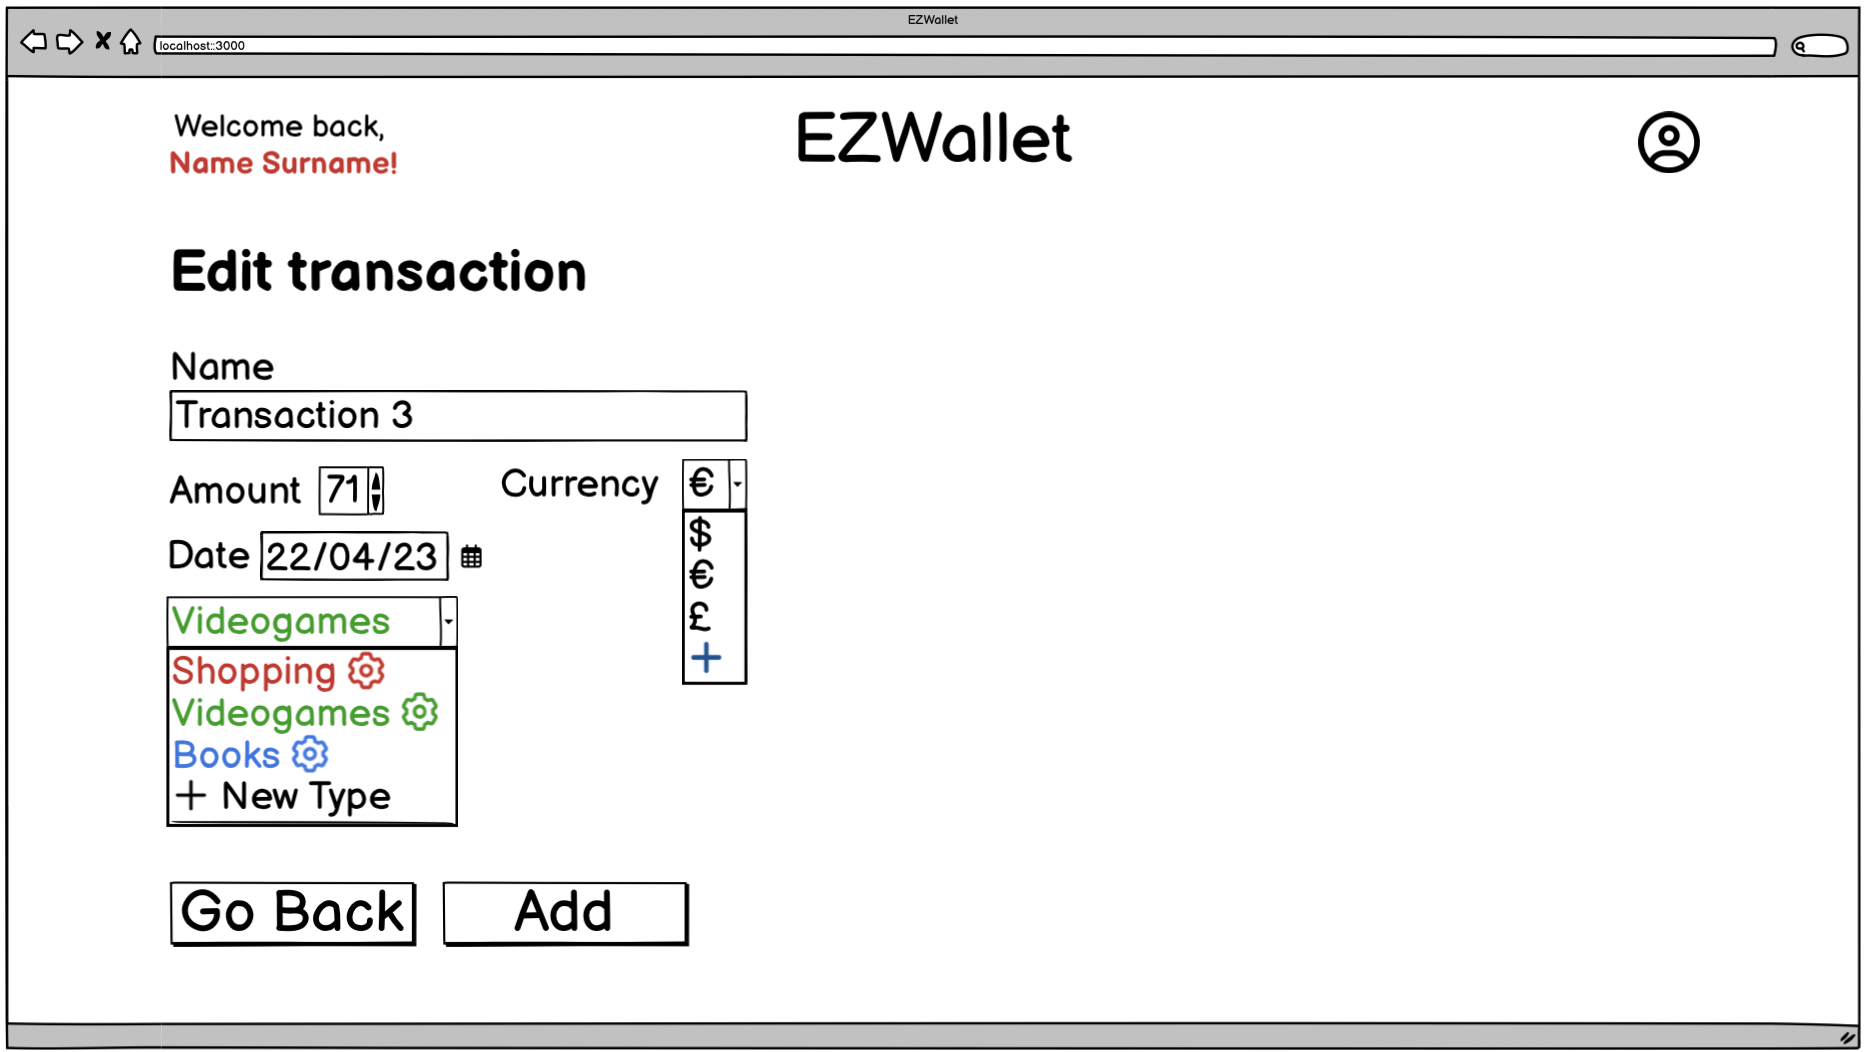 EZWallet
localhost::3000
Welcome back,
Name Surname!
EZWallet
Edit transaction
Name
Transaction 3
Amount 71 Currency €
$
€
£
+
Date 22/04/23
Videogames
Shopping
Videogames
Books
+ New Type
Go Back Add